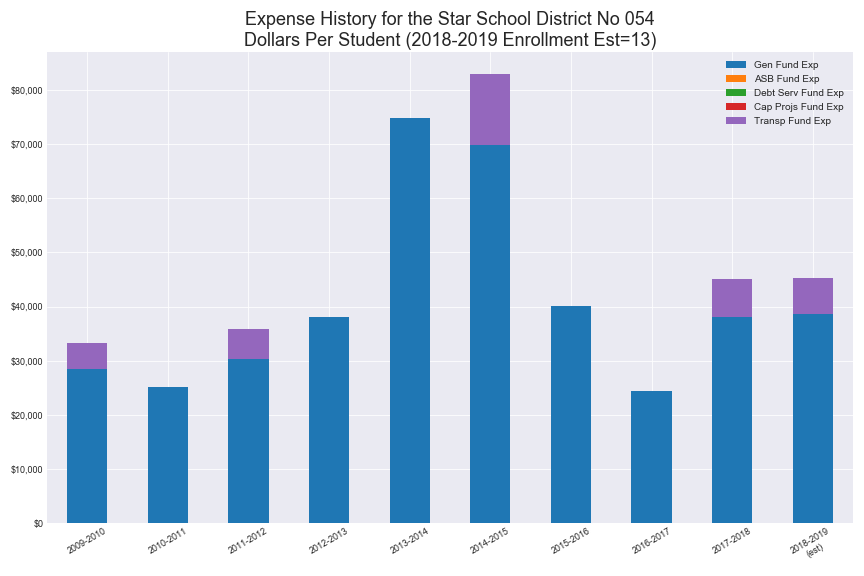 Expense History for the Star School District No 054
Dollars Per Student (2018-2019 Enrollment Est=13)
Gen Fund Exp
ASB Fund Exp
Debt Serv Fund Exp
Cap Projs Fund Exp
Transp Fund Exp
$80,000
$70,000
$60,000
$50,000
$40,000
$30,000
$20,000
$10,000
$0
2009-2010
2010-2011
2011-2012
2012-2013
2013-2014
2014-2015
2015-2016
2016-2017
2017-2018
2018-2019
(est)